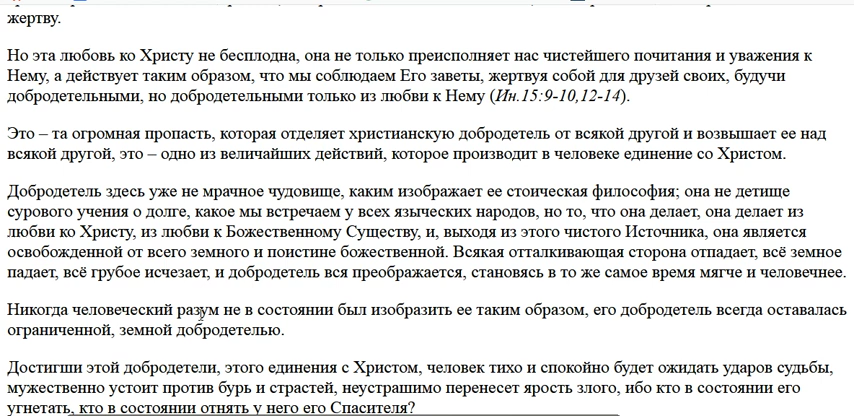 жертву.
Но эта любовь ко Христу не бесплодна, она не только преисполняет нас чистейшего почитания и уважения к
Нему, а действует таким образом, что мы соблюдаем Его заветы, жертвуя собой для друзей своих, будучи
добродетельными, но добродетельными только из любви к Нему (Ин.15:9-10,12-14).
Это – та огромная пропасть, которая отделяет христианскую добродетель от всякой другой и возвышает ее над
всякой другой, это – одно из величайших действий, которое производит в человеке единение со Христом.
Добродетель здесь уже не мрачное чудовище, каким изображает ее стоическая философия; она не детище
сурового учения о долге, какое мы встречаем у всех языческих народов, но то, что она делает, она делает из
любви ко Христу, из любви к Божественному Существу, и, выходя из этого чистого Источника, она является
освобожденной от всего земного и поистине божественной. Всякая отталкивающая сторона отпадает, всё земное
падает, всё грубое исчезает, и добродетель вся преображается, становясь в то же самое время мягче и человечнее.
Никогда человеческий разум не в состоянии был изобразить ее таким образом, его добродетель всегда оставалась
ограниченной, земной добродетелью.
Достигши этой добродетели, этого единения с Христом, человек тихо и спокойно будет ожидать ударов судьбы,
мужественно устоит против бурь и страстей, неустрашимо перенесет ярость злого, ибо кто в состоянии его
угнетать, кто в состоянии отнять у него его Спасителя?